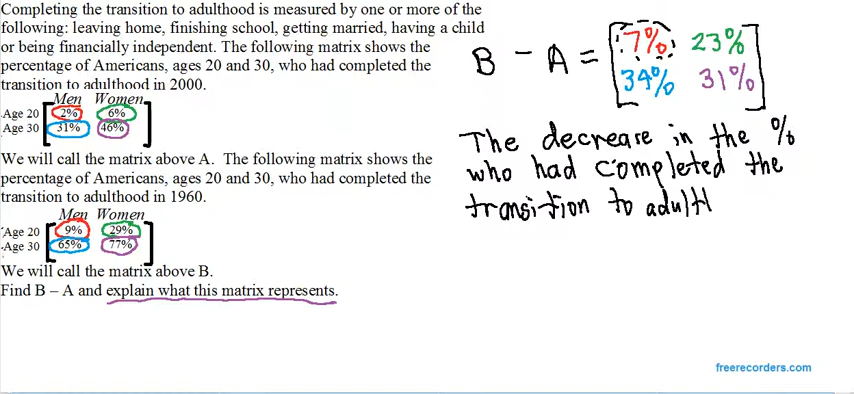 Completing the transition to adulthood is measured by one or more of the
following: leaving home, finishing school, getting married, having a child
or being financially independent. The following matrix shows the
percentage of Americans, ages 20 and 30, who had completed the
transition to adulthood in 2000.
Men Women
Age 20 2% 6%
Age 30 31% 46%
We will call the matrix above A. The following matrix shows the
percentage of Americans, ages 20 and 30, who had completed the
transition to adulthood in 1960.
Men Women
Age 20 9% 29%
Age 30 65% 77%
We will call the matrix above B.
Find B – A and explain what this matrix represents.
B - A = 7% 23%
34% 31%
The decrease in the %
who had completed the
transition to adult
freerecorders.com